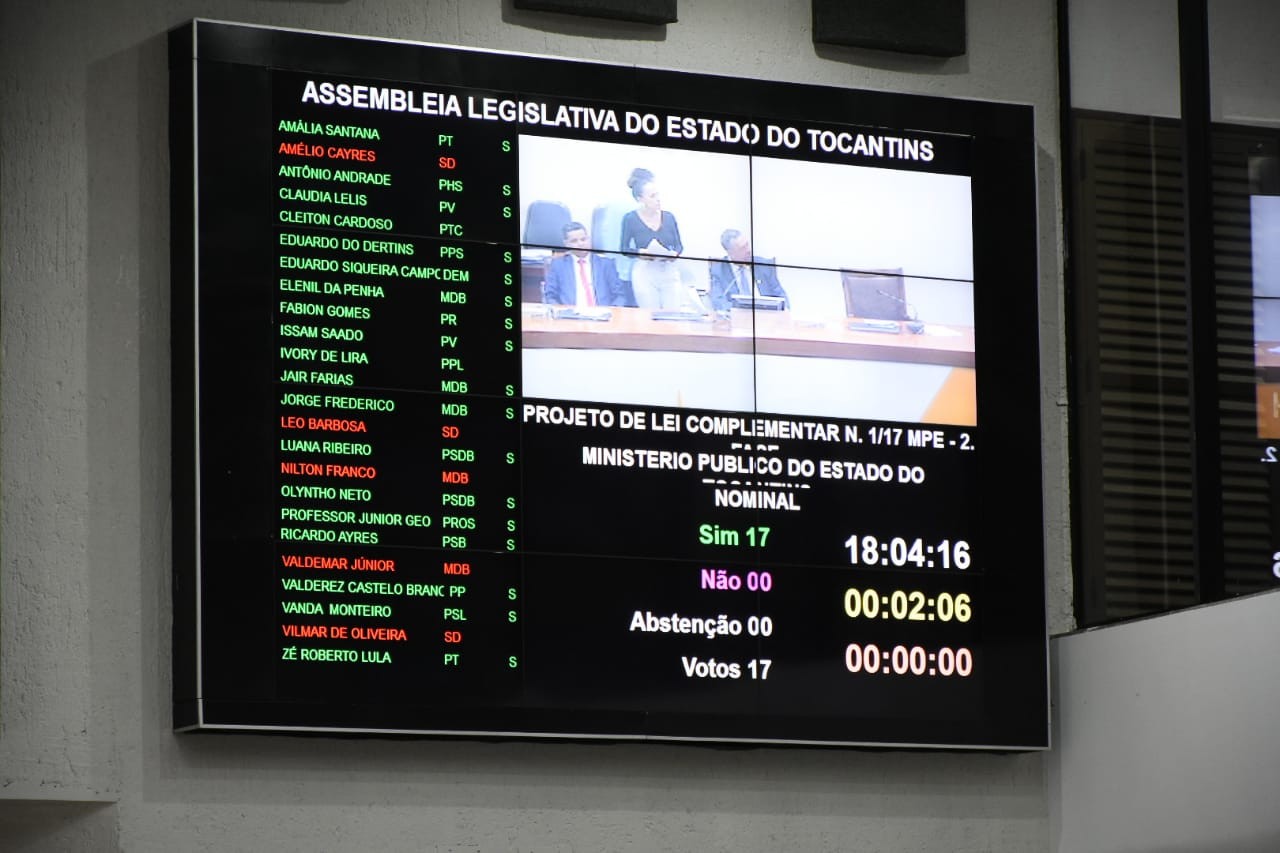 ASSEMBLEIA LEGISLATIVA DO ESTADO DO TOCANTINS
AMÁLIA SANTANA PT S
AMÉLIO CAYRES SD
ANTÔNIO ANDRADE PHS S
CLAUDIA LELIS PV S
CLEITON CARDOSO PTC
EDUARDO DO DERTINS PPS S
EDUARDO SIQUEIRA CAMPO DEM S
ELENIL DA PENHA MDB S
FABION GOMES PR S
ISSAM SAADO PV S
IVORY DE LIRA PPL
JAIR FARIAS MDB S
JORGE FREDERICO MDB S
LEO BARBOSA SD
LUANA RIBEIRO PSDB S
NILTON FRANCO MDB
OLYNTHO NETO PSDB S
PROFESSOR JUNIOR GEO PROS S
RICARDO AYRES PSB S
VALDEMAR JÚNIOR MDB
VALDEREZ CASTELO BRANC PP S
VANDA MONTEIRO PSL S
VILMAR DE OLIVEIRA SD
ZÉ ROBERTO LULA PT S
PROJETO DE LEI COMPLEMENTAR N. 1/17 MPE - 2.
MINISTERIO PUBLICO DO ESTADO DO
NOMINAL
Sim 17
Não 00
Abstenção 00
Votos 17
18:04:16
00:02:06
00:00:00